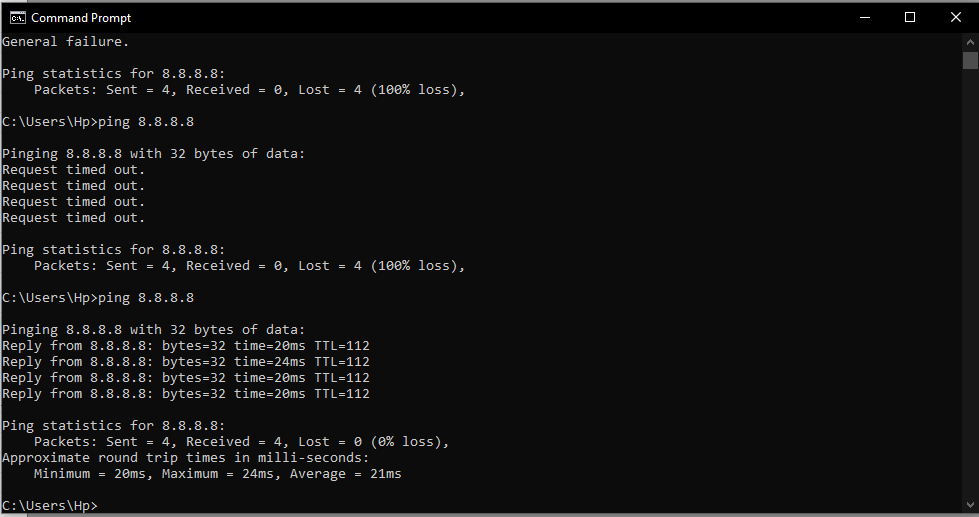 Command Prompt
General failure.
Ping statistics for 8.8.8.8:
    Packets: Sent = 4, Received = 0, Lost = 4 (100% loss),
C:\Users\Hp>ping 8.8.8.8
Pinging 8.8.8.8 with 32 bytes of data:
Request timed out.
Request timed out.
Request timed out.
Request timed out.
Ping statistics for 8.8.8.8:
    Packets: Sent = 4, Received = 0, Lost = 4 (100% loss),
C:\Users\Hp>ping 8.8.8.8
Pinging 8.8.8.8 with 32 bytes of data:
Reply from 8.8.8.8: bytes=32 time=20ms TTL=112
Reply from 8.8.8.8: bytes=32 time=24ms TTL=112
Reply from 8.8.8.8: bytes=32 time=20ms TTL=112
Reply from 8.8.8.8: bytes=32 time=20ms TTL=112
Ping statistics for 8.8.8.8:
    Packets: Sent = 4, Received = 4, Lost = 0 (0% loss),
Approximate round trip times in milli-seconds:
    Minimum = 20ms, Maximum = 24ms, Average = 21ms
C:\Users\Hp>